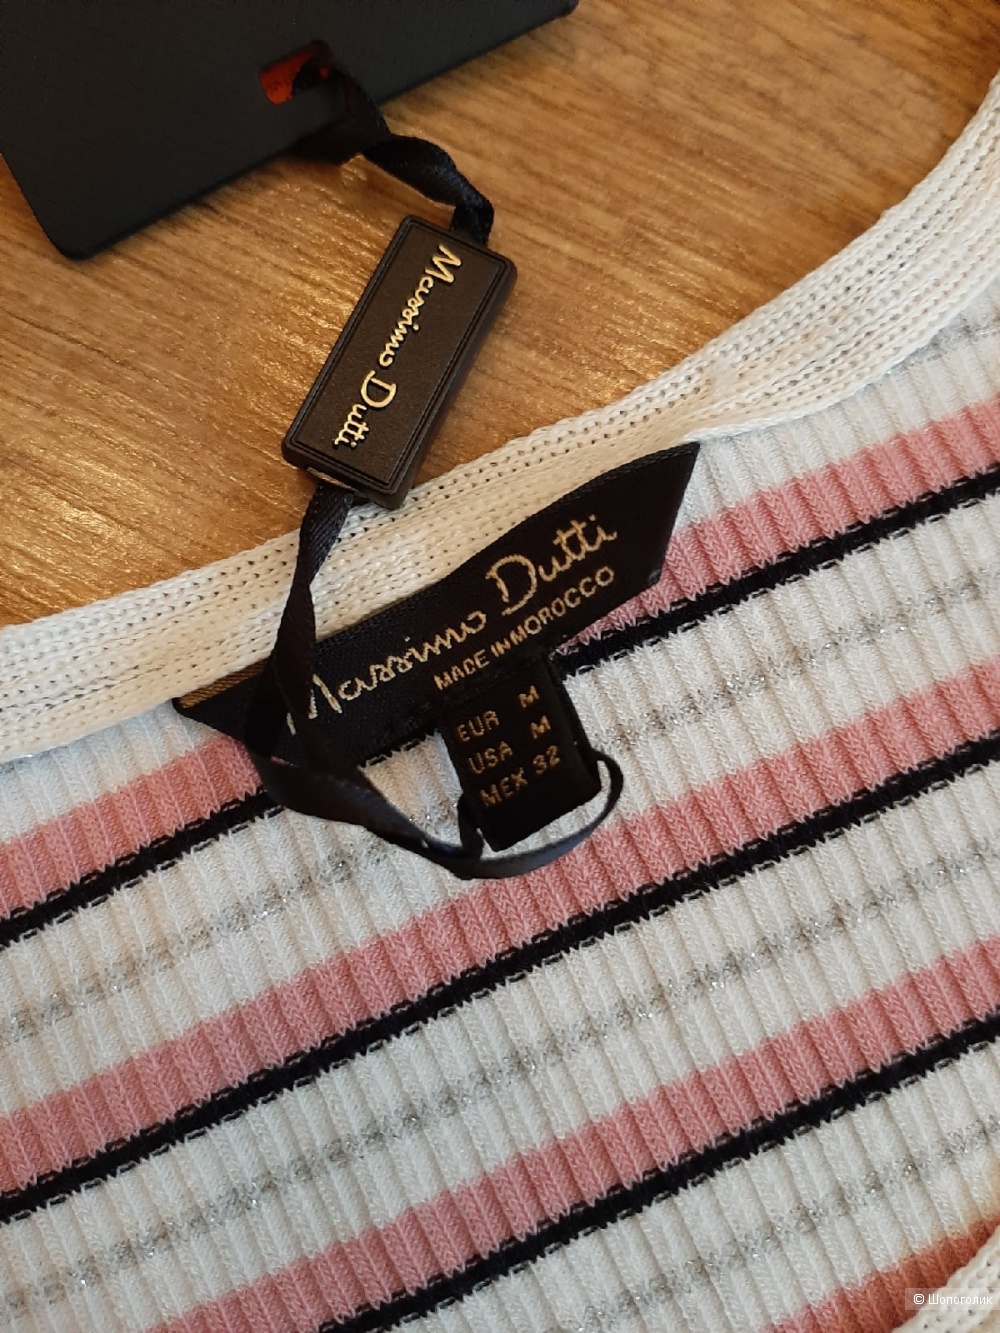 Massimo Dutti
Massimo Dutti
MADE IN MOROCCO
EUR M
USA M
MEX 32
© Шопоголик